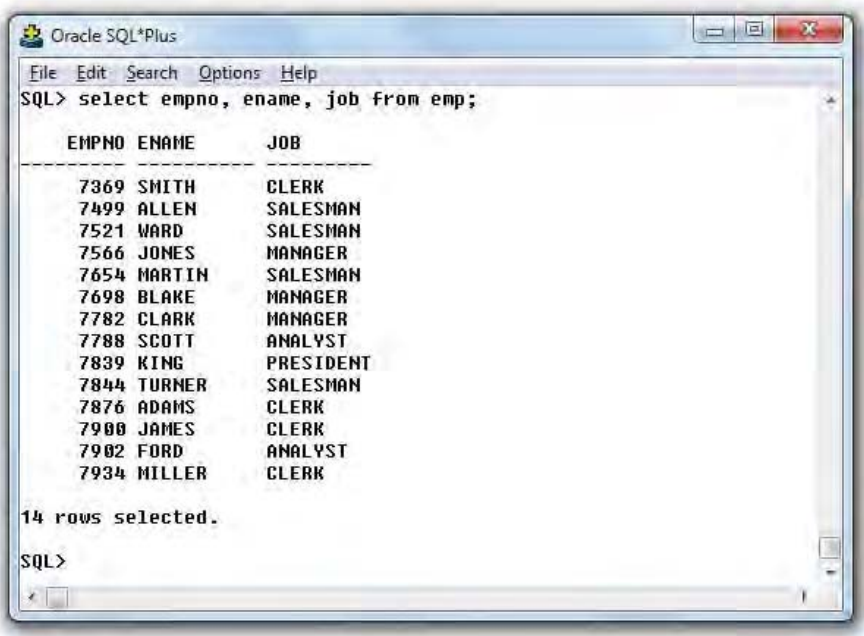 Oracle SQL*Plus
File Edit Search Options Help
SQL> select empno, ename, job from emp;
EMPNO ENAME JOB
--------- ---------- ---------
7369 SMITH CLERK
7499 ALLEN SALESMAN
7521 WARD SALESMAN
7566 JONES MANAGER
7654 MARTIN SALESMAN
7698 BLAKE MANAGER
7782 CLARK MANAGER
7788 SCOTT ANALYST
7839 KING PRESIDENT
7844 TURNER SALESMAN
7876 ADAMS CLERK
7900 JAMES CLERK
7902 FORD ANALYST
7934 MILLER CLERK
14 rows selected.
SQL>